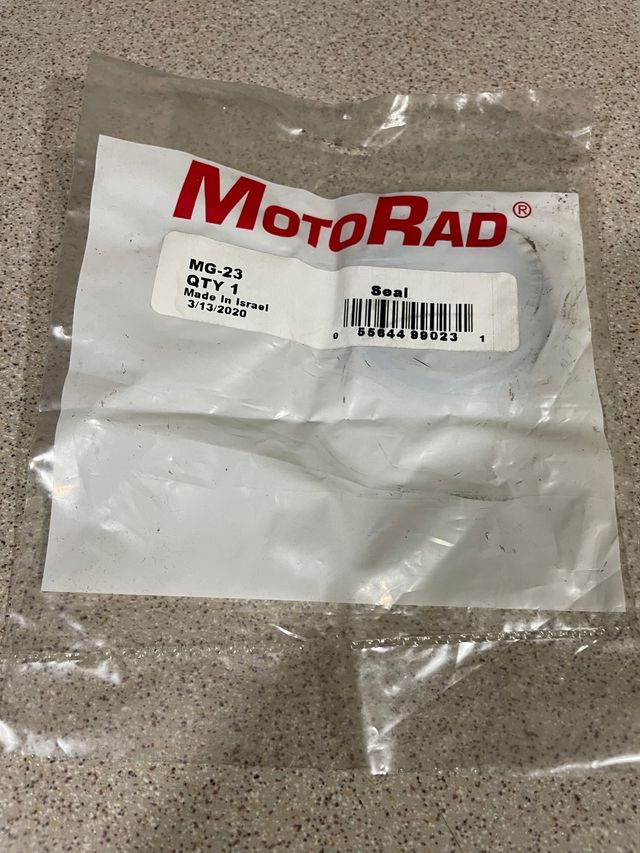 MOTORAD®
MG-23
QTY 1
Made In Israel
3/13/2020
Seal
0 55644 99023 1